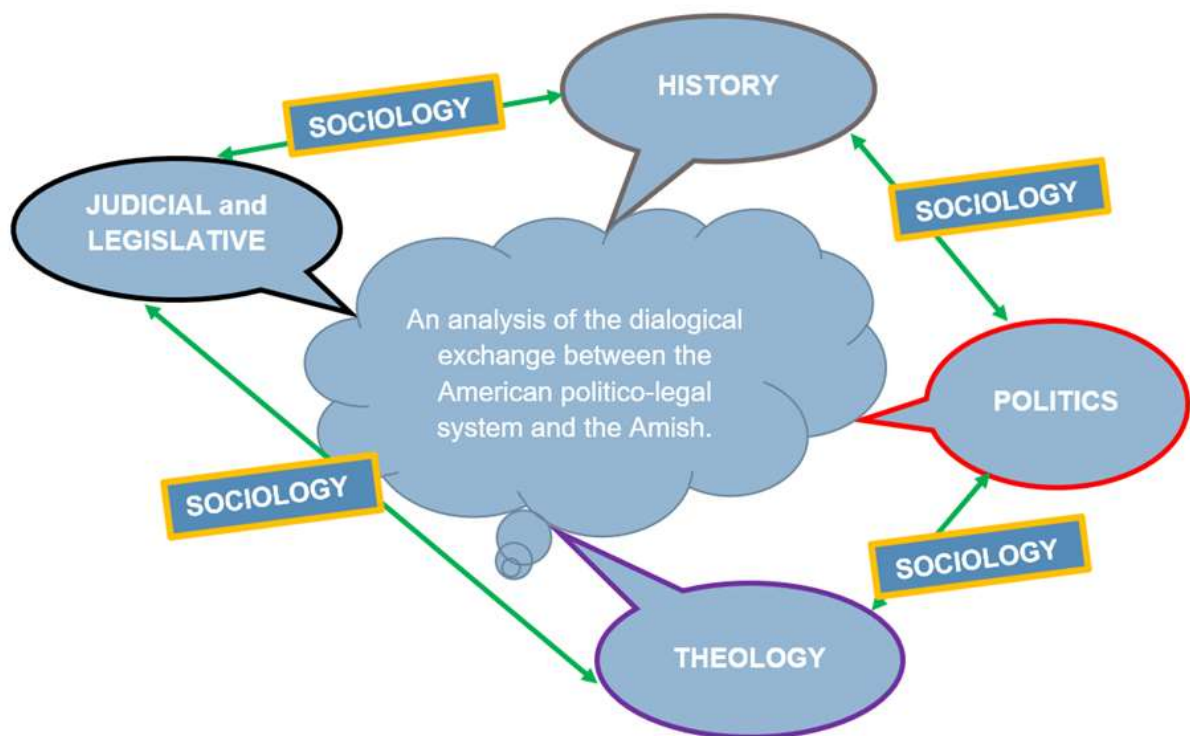 HISTORY
SOCIOLOGY
JUDICIAL and
LEGISLATIVE
SOCIOLOGY
An analysis of the dialogical
exchange between the
American politico-legal
system and the Amish.
POLITICS
SOCIOLOGY
SOCIOLOGY
THEOLOGY